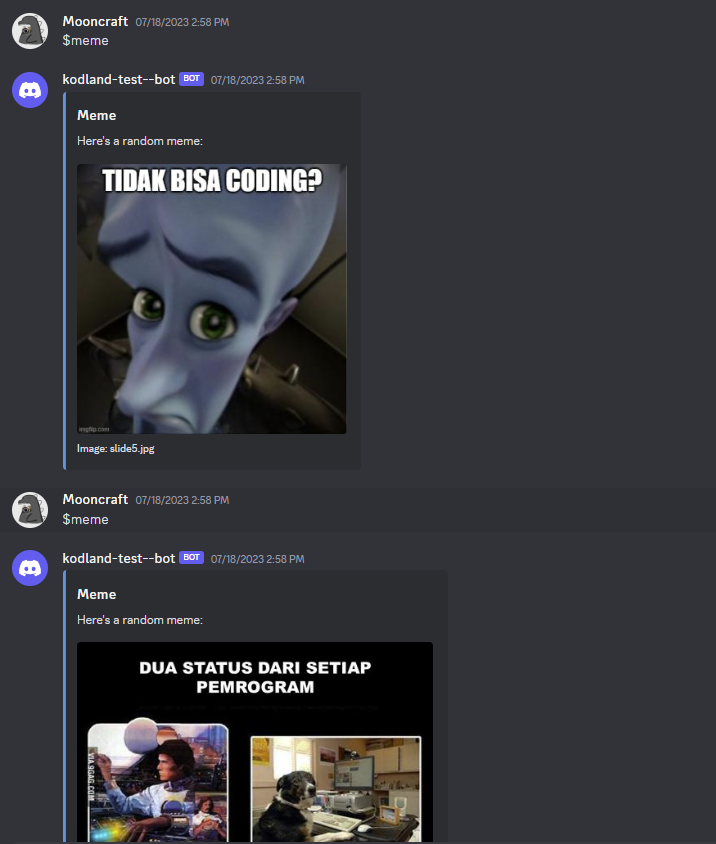 Mooncraft 07/18/2023 2:58 PM
$meme
kodland-test--bot BOT 07/18/2023 2:58 PM
Meme
Here's a random meme:
TIDAK BISA CODING?
imgflip.com
Image: slide5.jpg
Mooncraft 07/18/2023 2:58 PM
$meme
kodland-test--bot BOT 07/18/2023 2:58 PM
Meme
Here's a random meme:
DUA STATUS DARI SETIAP
PEMROGRAM
VIA 9GAG.COM